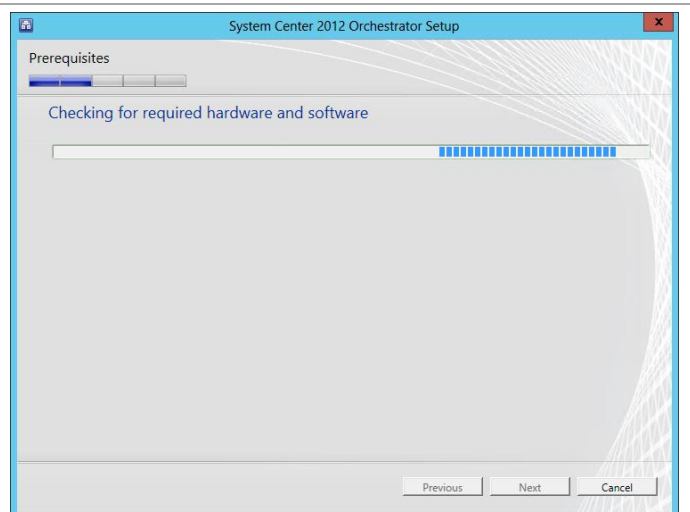 System Center 2012 Orchestrator Setup
x
Prerequisites
Checking for required hardware and software
Previous
Next
Cancel